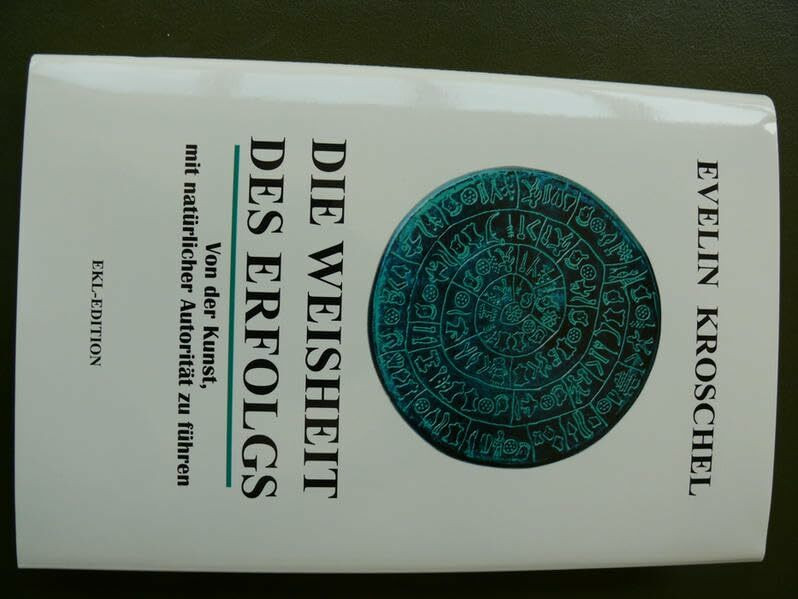 EVELIN KROSCHEL
DIE WEISHEIT
DES ERFOLGS
Von der Kunst,
mit natürlicher Autorität zu führen
EKL-EDITION